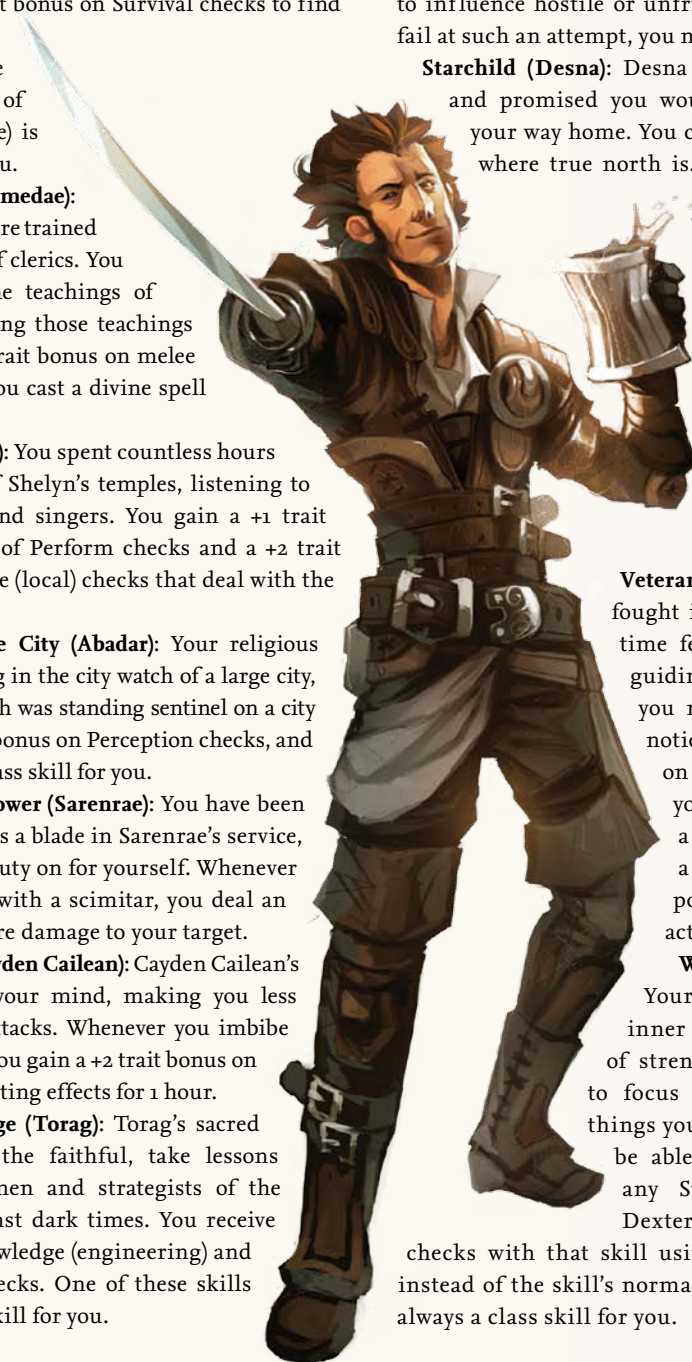 t bonus on Survival checks to find
e
of
e) is
u.
medae):
re trained
f clerics. You
he teachings of
ng those teachings
rait bonus on melee
ou cast a divine spell
): You spent countless hours
f Shelyn’s temples, listening to
nd singers. You gain a +1 trait
of Perform checks and a +2 trait
e (local) checks that deal with the
e City (Abadar): Your religious
g in the city watch of a large city,
h was standing sentinel on a city
bonus on Perception checks, and
ass skill for you.
ower (Sarenrae): You have been
s a blade in Sarenrae’s service,
uty on for yourself. Whenever
with a scimitar, you deal an
re damage to your target.
yden Cailean): Cayden Cailean’s
your mind, making you less
ttacks. Whenever you imbibe
ou gain a +2 trait bonus on
ting effects for 1 hour.
ge (Torag): Torag’s sacred
the faithful, take lessons
men and strategists of the
nst dark times. You receive
wledge (engineering) and
ecks. One of these skills
kill for you.
to influence hostile or unfri
fail at such an attempt, you m
Starchild (Desna): Desna
and promised you wou
your way home. You c
where true north is.
Veteran
fought i
time fe
guidin
you r
notic
on
yo
a
a
po
act
W
Your
inner
of stren
to focus
things you
be able
any S
Dexter
checks with that skill usi
instead of the skill’s norma
always a class skill for you.